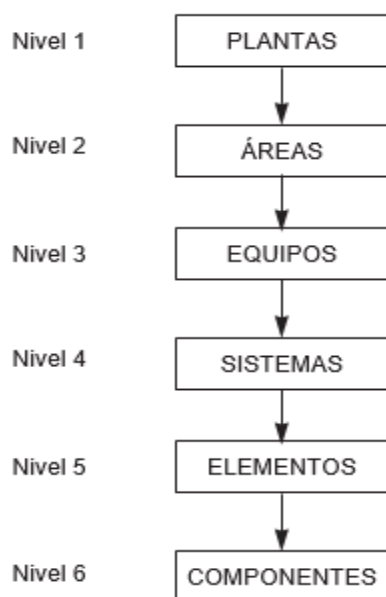 Nivel 1 PLANTAS
Nivel 2 ÁREAS
Nivel 3 EQUIPOS
Nivel 4 SISTEMAS
Nivel 5 ELEMENTOS
Nivel 6 COMPONENTES